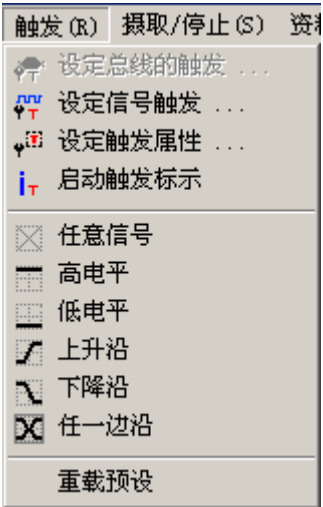 触发(R) 摄取/停止(S) 资
设定总线的触发 ...
设定信号触发 ...
设定触发属性 ...
启动触发标示
任意信号
高电平
低电平
上升沿
下降沿
任一边沿
重载预设